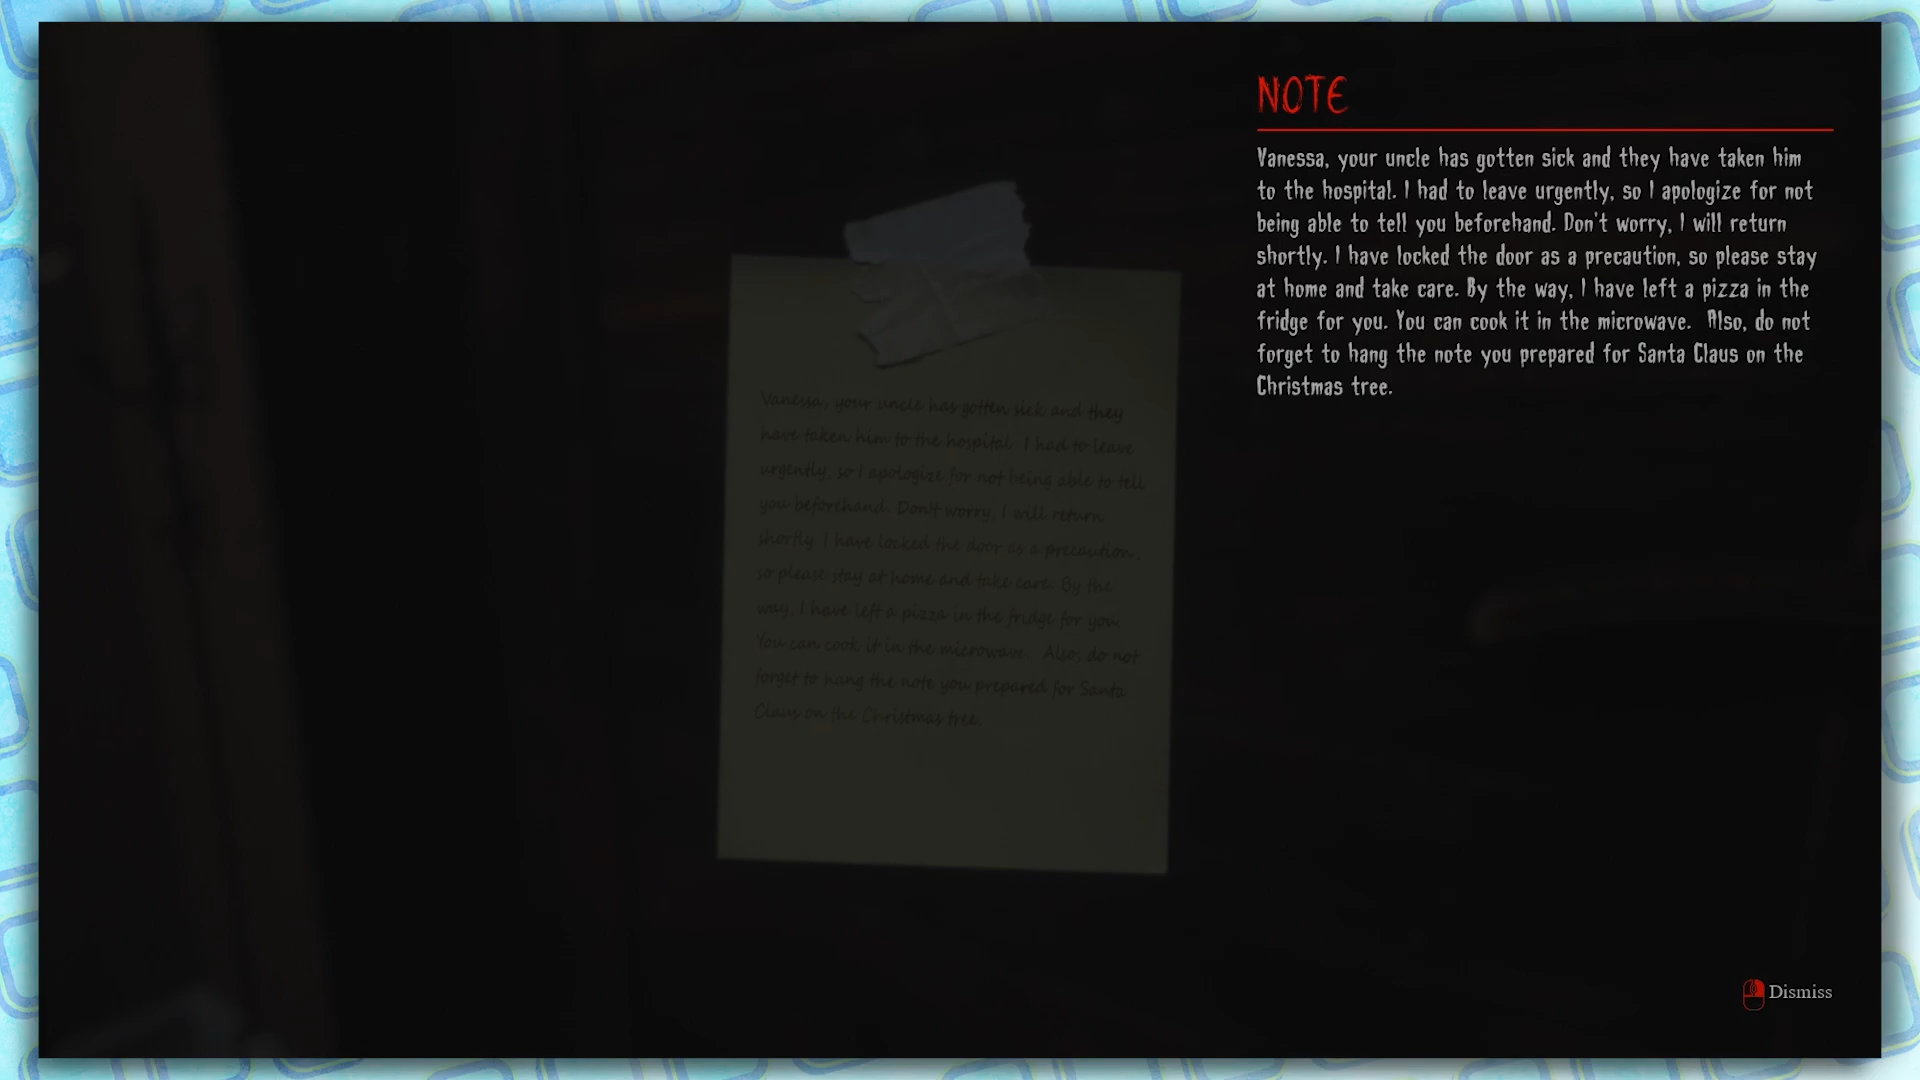 NOTE
Vanessa, your uncle has gotten sick and they have taken him
to the hospital. I had to leave urgently, so I apologize for not
being able to tell you beforehand. Don't worry, I will return
shortly. I have locked the door as a precaution, so please stay
at home and take care. By the way, I have left a pizza in the
fridge for you. You can cook it in the microwave.  Also, do not
forget to hang the note you prepared for Santa Claus on the
Christmas tree.
Vanessa, your uncle has gotten sick and they
have taken him to the hospital. I had to leave
urgently, so I apologize for not being able to tell
you beforehand. Don't worry, I will return
shortly. I have locked the door as a precaution,
so please stay at home and take care. By the
way, I have left a pizza in the fridge for you.
You can cook it in the microwave.  Also, do not
forget to hang the note you prepared for Santa
Claus on the Christmas tree.
Dismiss